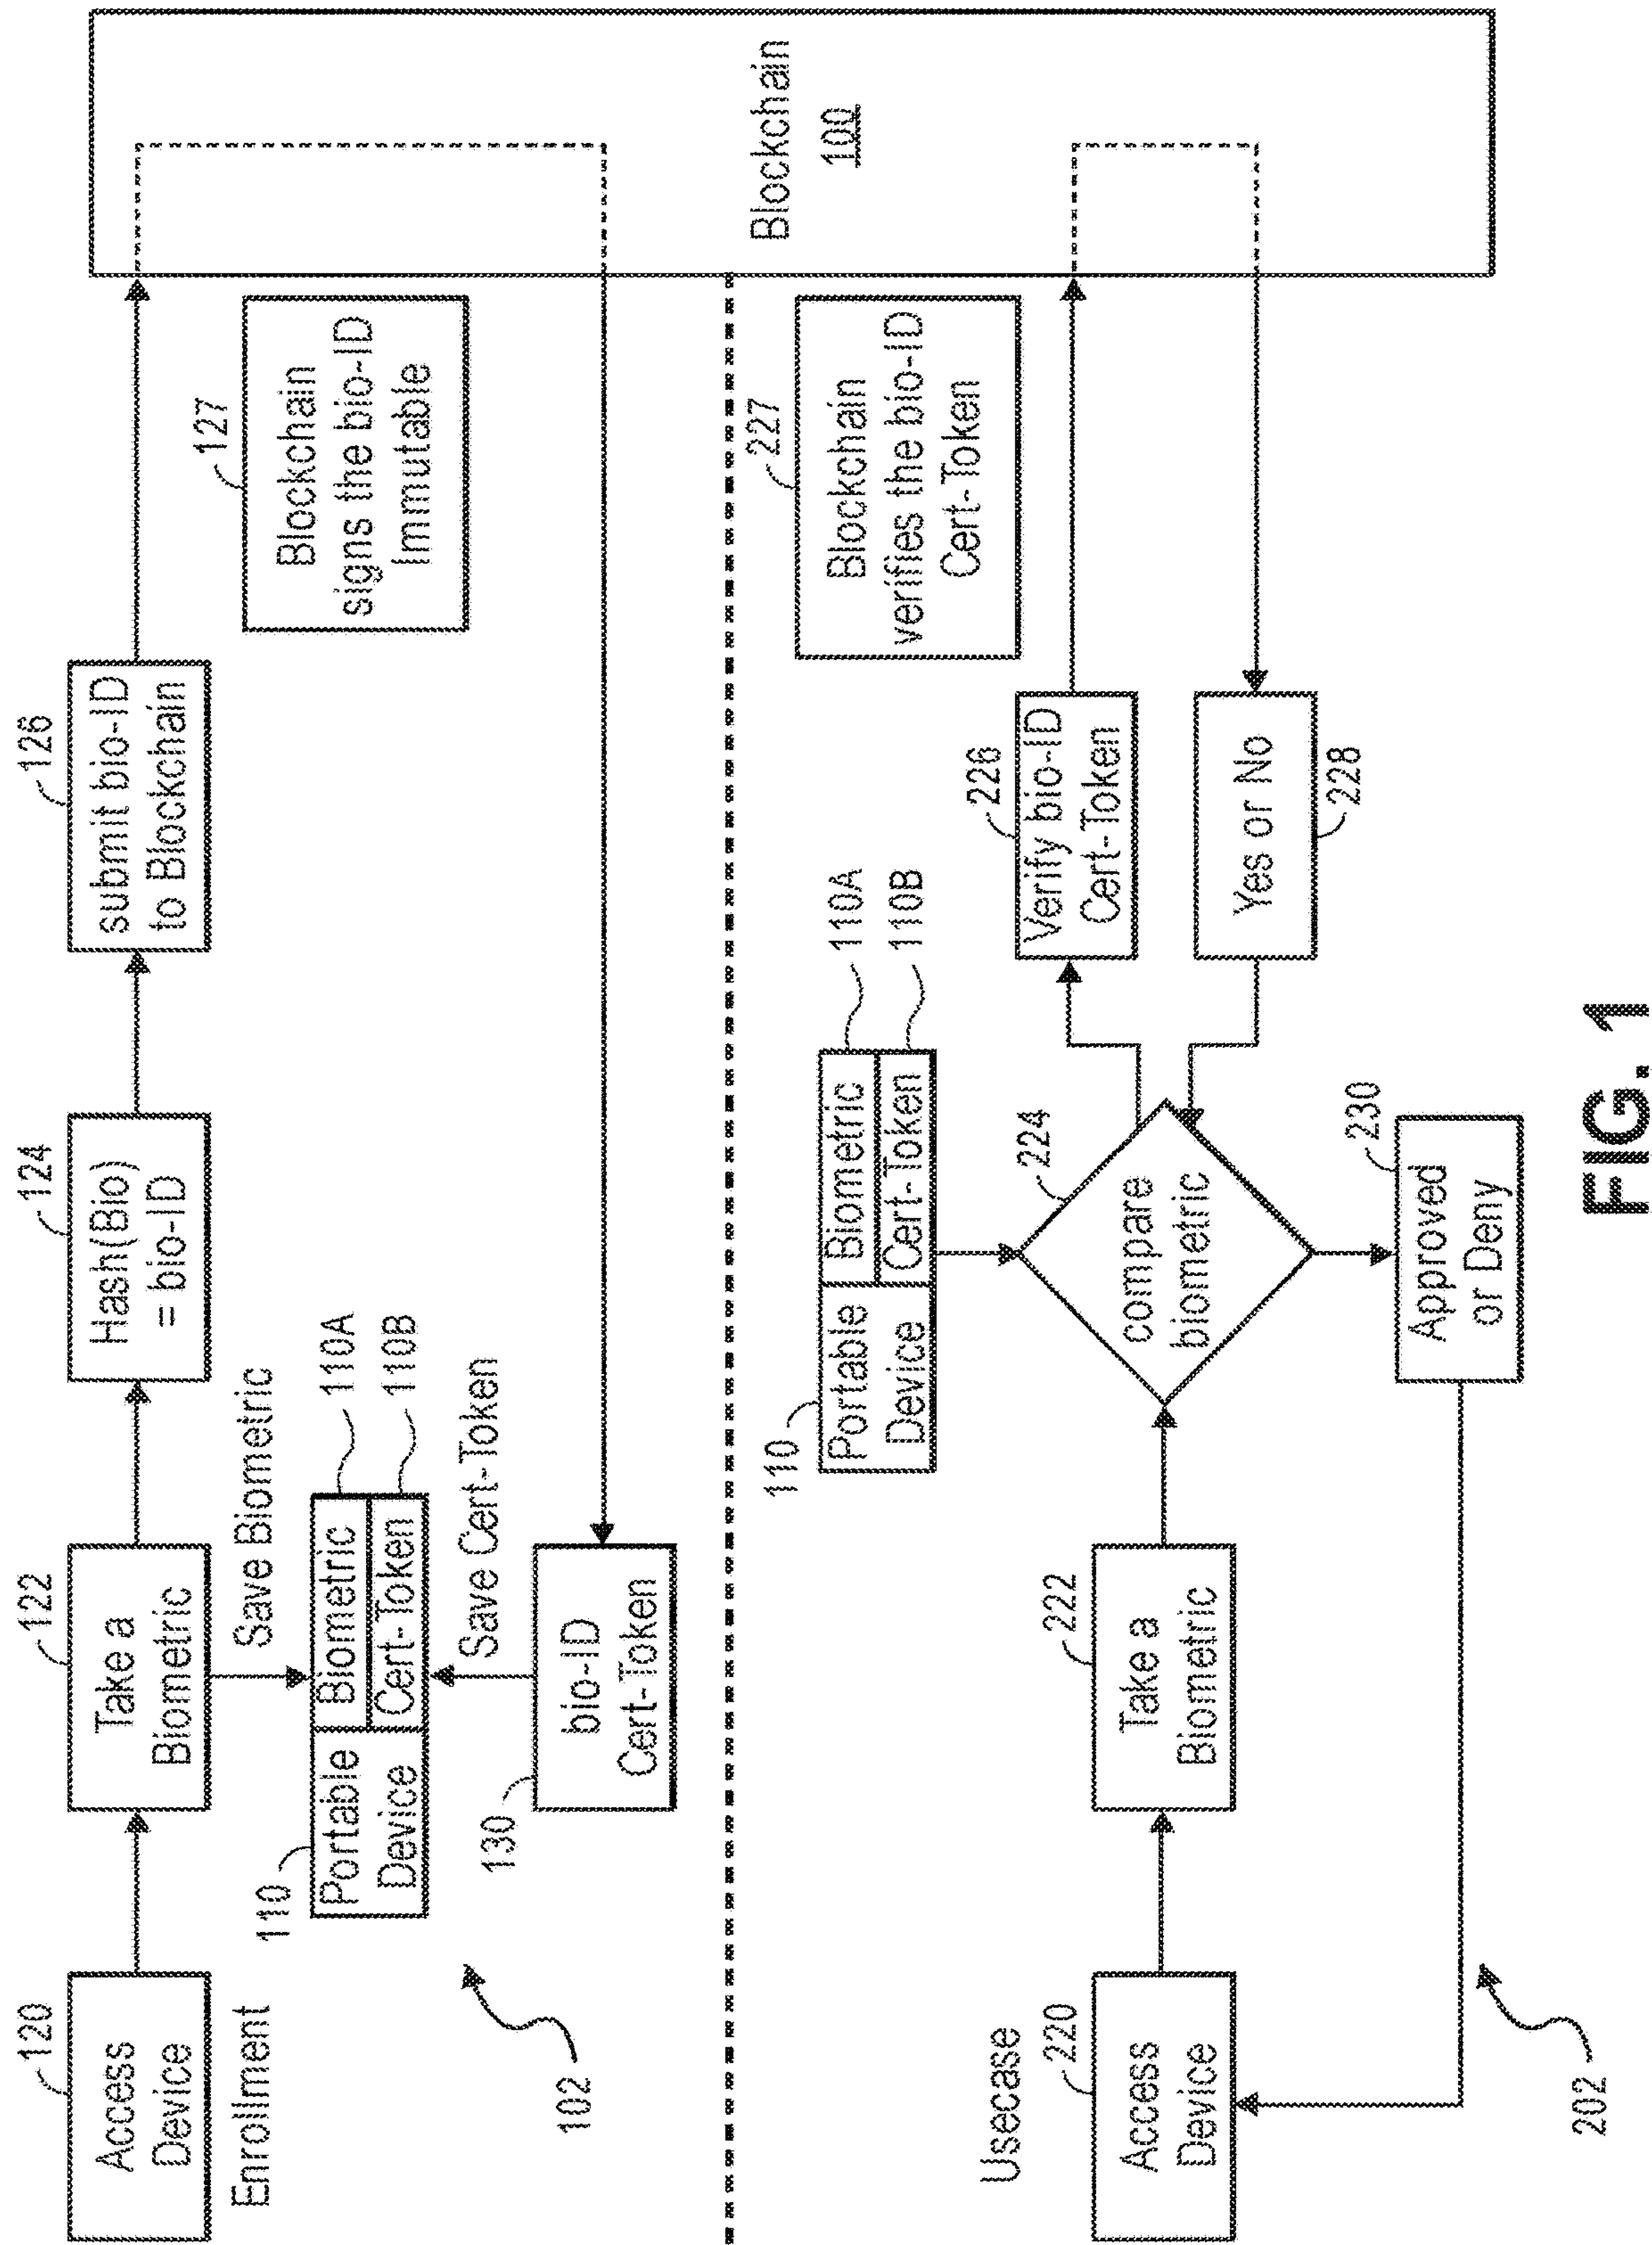 120
Access
Device
Enrollment
122
Take a
Biometric
Save Biometric
124
Hash(Bio)
= bio-ID
126
submit bio-ID
to Blockchain
127
Blockchain
signs the bio-ID
Immutable
110
Portable
Device
Biometric
Cert-Token
110A
110B
Save Cert-Token
130
bio-ID
Cert-Token
102
Blockchain
100
Usecase
220
Access
Device
222
Take a
Biometric
110
Portable
Device
Biometric
Cert-Token
110A
110B
224
compare
biometric
226
Verify bio-ID
Cert-Token
227
Blockchain
verifies the bio-ID
Cert-Token
Yes or No
228
230
Approved
or Deny
202
FIG. 1